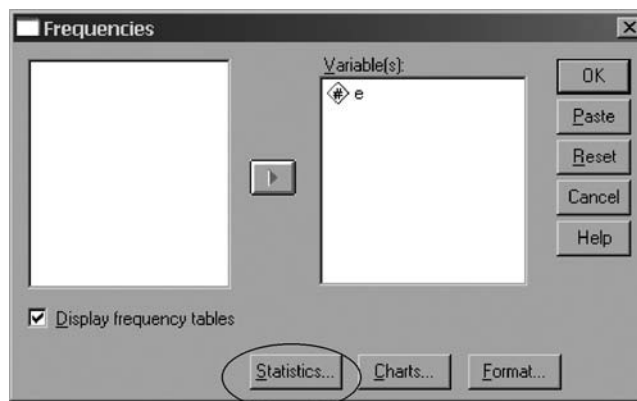 Frequencies
Variable(s):
# e
OK
Paste
Reset
Cancel
Help
Display frequency tables
Statistics...
Charts...
Format...